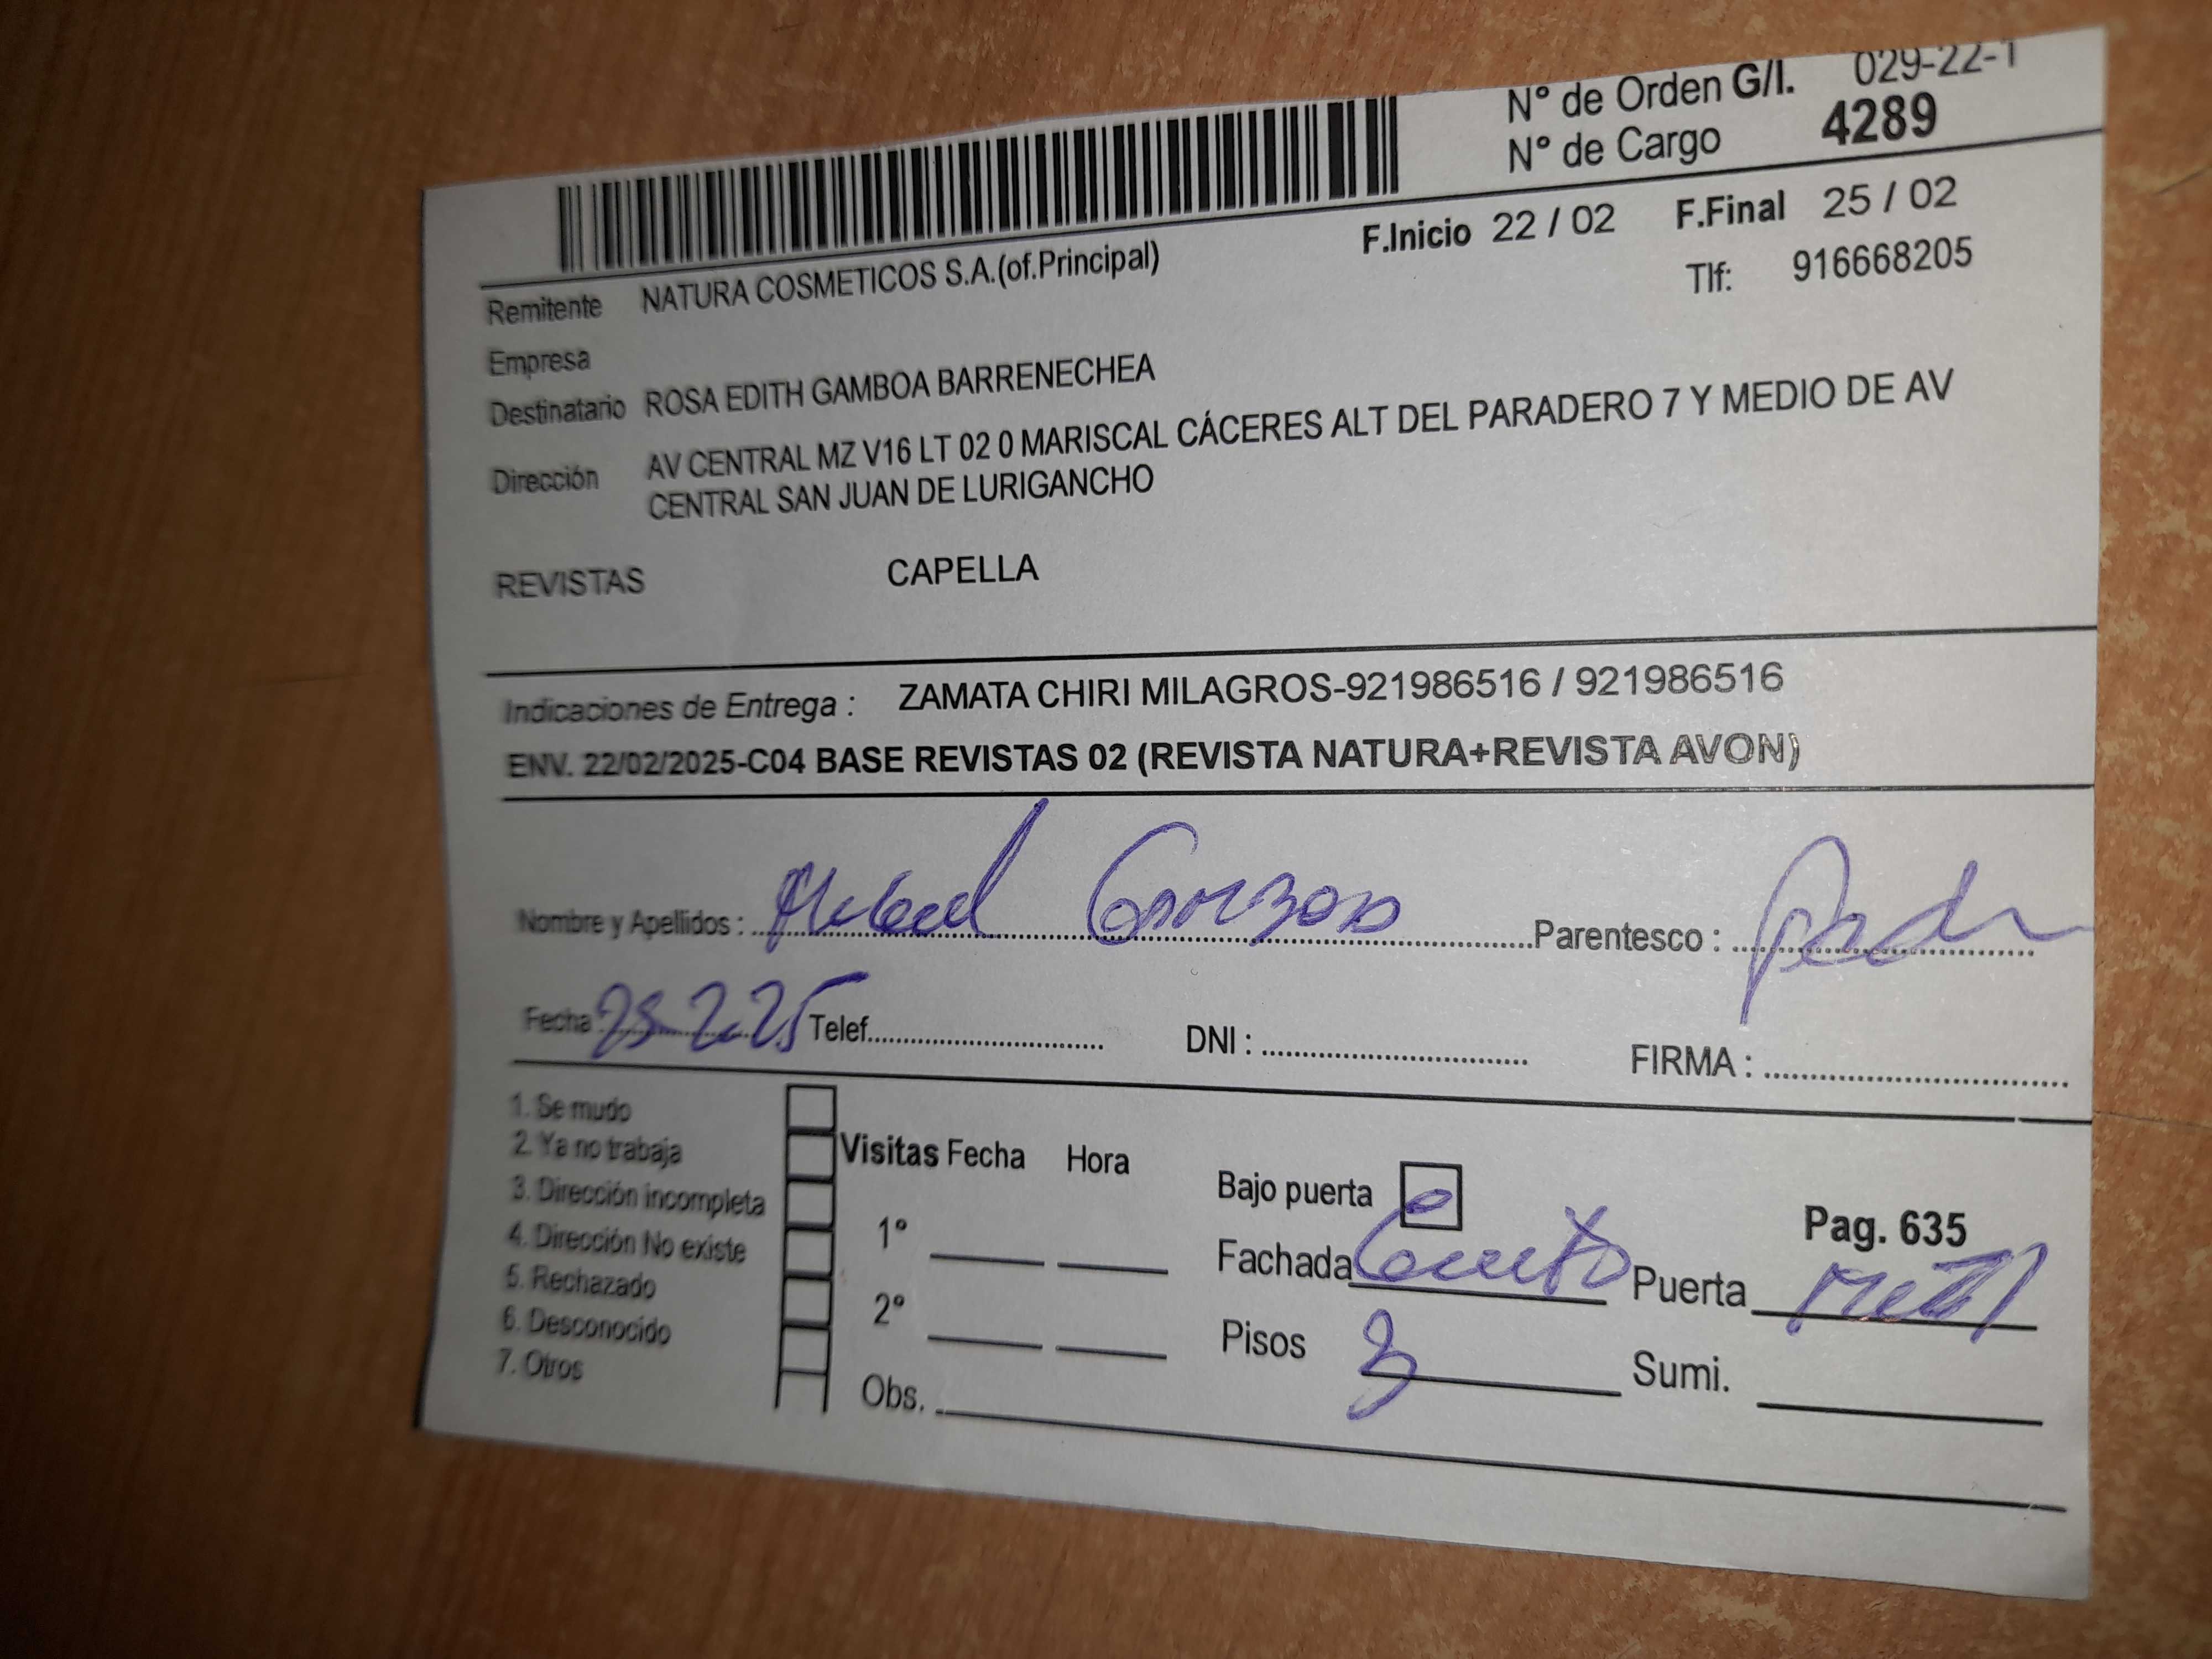 N° de Orden G/I. 029-22-1
N° de Cargo 4289
F.Inicio 22 / 02 F.Final 25 / 02
Remitente NATURA COSMETICOS S.A.(of.Principal) Tlf: 916668205
Empresa
Destinatario ROSA EDITH GAMBOA BARRENECHEA
Dirección AV CENTRAL MZ V16 LT 02 0 MARISCAL CÁCERES ALT DEL PARADERO 7 Y MEDIO DE AV
CENTRAL SAN JUAN DE LURIGANCHO
REVISTAS CAPELLA
Indicaciones de Entrega : ZAMATA CHIRI MILAGROS-921986516 / 921986516
ENV. 22/02/2025-C04 BASE REVISTAS 02 (REVISTA NATURA+REVISTA AVON)
Nombre y Apellidos : Parentesco :
Fecha Telef. DNI : FIRMA :
1. Se mudo
2. Ya no trabaja
3. Dirección incompleta
4. Dirección No existe
5. Rechazado
6. Desconocido
7. Otros
Visitas Fecha Hora
1°
2°
Obs.
Bajo puerta
Pag. 635
Fachada Puerta
Pisos 3 Sumi.